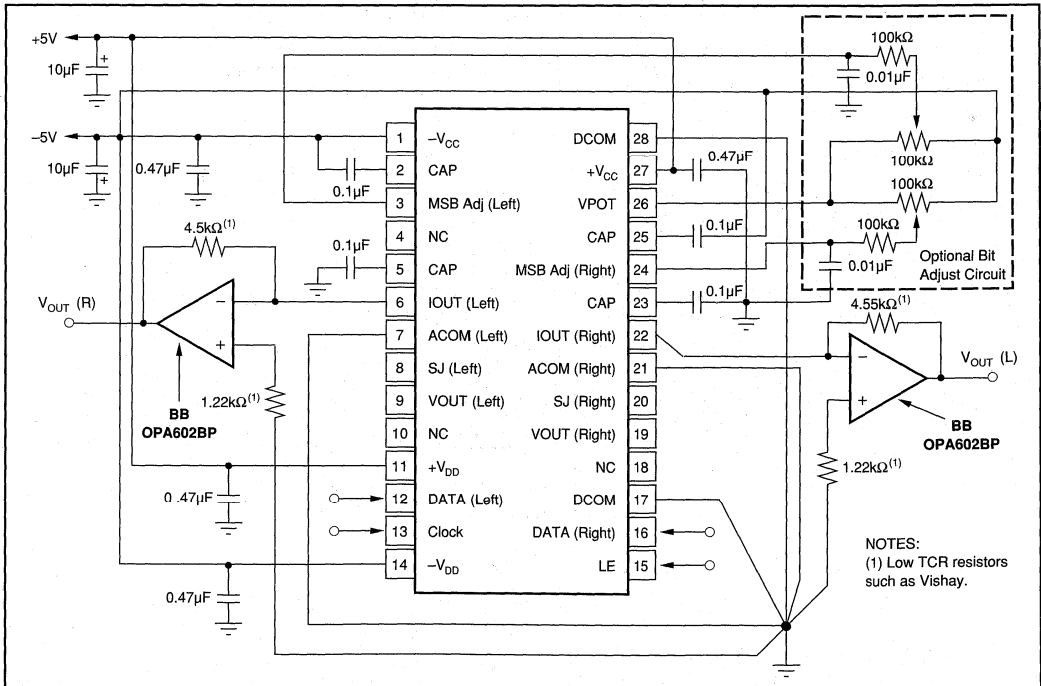 +5V
10µF
+
–5V
10µF
+
0.47µF
0.1µF
4.5kΩ(1)
0.1µF
VOUT (R)
–
+
BB
OPA602BP
1.22kΩ(1)
0.47µF
0.47µF
1 –VCC
2 CAP
3 MSB Adj (Left)
4 NC
5 CAP
6 IOUT (Left)
7 ACOM (Left)
8 SJ (Left)
9 VOUT (Left)
10 NC
11 +VDD
12 DATA (Left)
13 Clock
14 –VDD
DCOM 28
+VCC 27
VPOT 26
CAP 25
MSB Adj (Right) 24
CAP 23
IOUT (Right) 22
ACOM (Right) 21
SJ (Right) 20
VOUT (Right) 19
NC 18
DCOM 17
DATA (Right) 16
LE 15
0.47µF
0.1µF
0.1µF
100kΩ
0.01µF
100kΩ
100kΩ
100kΩ
0.01µF
Optional Bit
Adjust Circuit
4.55kΩ(1)
–
+
VOUT (L)
BB
OPA602BP
1.22kΩ(1)
NOTES:
(1) Low TCR resistors
such as Vishay.